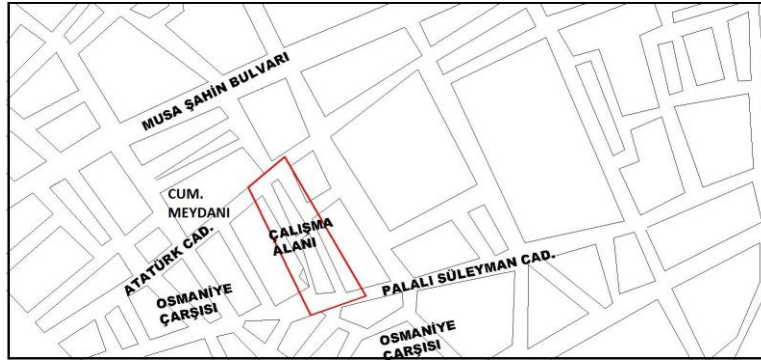 MUSA ŞAHİN BULVARI
CUM.
MEYDANI
ATATÜRK CAD.
ÇALIŞMA
ALANI
OSMANİYE
ÇARŞISI
PALALI SÜLEYMAN CAD.
OSMANİYE
ÇARŞISI